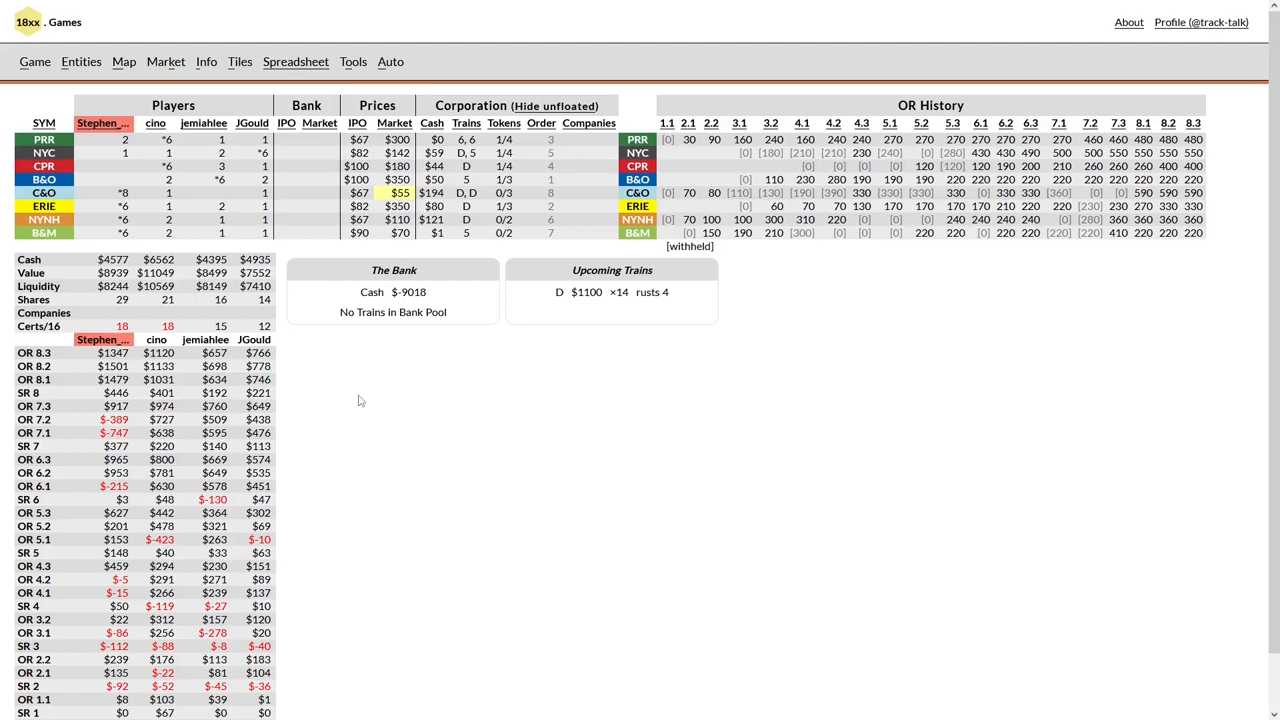 18xx . Games About Profile (@track-talk)
Game Entities Map Market Info Tiles Spreadsheet Tools Auto
Players Bank Prices Corporation (Hide unfloated) OR History
SYM Stephen_... cino jemiahlee JGould IPO Market IPO Market Cash Trains Tokens Order Companies 1.1 2.1 2.2 3.1 3.2 4.1 4.2 4.3 5.1 5.2 5.3 6.1 6.2 6.3 7.1 7.2 7.3 8.1 8.2 8.3
PRR 2 *6 1 1 $67 $300 $0 6, 6 1/4 3 PRR [0] 30 90 160 240 160 240 240 0 270 270 270 270 270 270 270 460 460 480 480
NYC 1 1 2 *6 $82 $142 $59 D, 5 1/4 5 NYC [0] [180] [210] [210] 230 [240] [0] [280] 430 490 490 500 500 550 550 550 550
CPR *6 3 1 $100 $180 $44 D 1/4 4 CPR [0] [0] [0] [0] 120 [120] 120 200 200 210 260 260 260 400 400
B&O 2 *6 2 $100 $350 $50 5 1/3 1 B&O [0] 110 230 280 190 190 [0] 190 220 220 220 220 220 220 220 220 220
C&O *8 1 1 $67 $55 $194 D, D 0/3 8 C&O [0] 70 80 [110] [130] [190] [390] 330 [330] [330] 330 [0] 330 330 [360] [0] [0] 590 590 590
ERIE *6 1 2 1 $82 $350 $80 D 1/3 2 ERIE [0] 60 70 70 130 170 170 170 170 210 210 230 270 330 330
NYNH *6 2 1 1 $67 $110 $121 D 0/2 6 NYNH [0] 70 100 100 300 310 220 [0] [0] [0] 240 240 240 240 [0] [280] 360 360 360 360
B&M *6 2 1 1 $90 $70 $1 5 0/2 7 B&M [0] 150 190 210 [300] [0] [0] [0] 220 220 220 220 220 [220] [220] 410 220 220 220
[withheld]
Cash $4577 $6562 $4395 $4935
Value $8939 $11049 $8499 $7552
Liquidity $8244 $10569 $8149 $7410
Shares 29 21 16 14
Companies
Certs/16 18 18 15 12
The Bank
Cash $-9018
No Trains in Bank Pool
Upcoming Trains
D $1100 ×14 rusts 4
Stephen_... cino jemiahlee JGould
OR 8.3 $1347 $1120 $657 $766
OR 8.2 $1501 $1133 $698 $778
OR 8.1 $1479 $1031 $634 $746
SR 8 $446 $401 $192 $221
OR 7.3 $917 $974 $760 $649
OR 7.2 $-389 $727 $509 $438
OR 7.1 $-747 $638 $595 $476
SR 7 $377 $220 $140 $113
OR 6.3 $965 $800 $669 $574
OR 6.2 $953 $781 $649 $535
OR 6.1 $-215 $630 $578 $451
SR 6 $3 $48 $-130 $47
OR 5.3 $627 $442 $364 $302
OR 5.2 $201 $478 $321 $69
OR 5.1 $153 $-423 $263 $-10
SR 5 $148 $40 $33 $63
OR 4.3 $459 $294 $230 $151
OR 4.2 $-5 $291 $271 $89
OR 4.1 $-15 $266 $239 $137
SR 4 $50 $-119 $-27 $10
OR 3.2 $22 $312 $157 $120
OR 3.1 $-86 $256 $-278 $20
SR 3 $-112 $-88 $-8 $-40
OR 2.2 $239 $176 $113 $183
OR 2.1 $135 $-22 $81 $104
SR 2 $-92 $-52 $-45 $-36
OR 1.1 $8 $103 $39 $1
SR 1 $0 $67 $0 $0